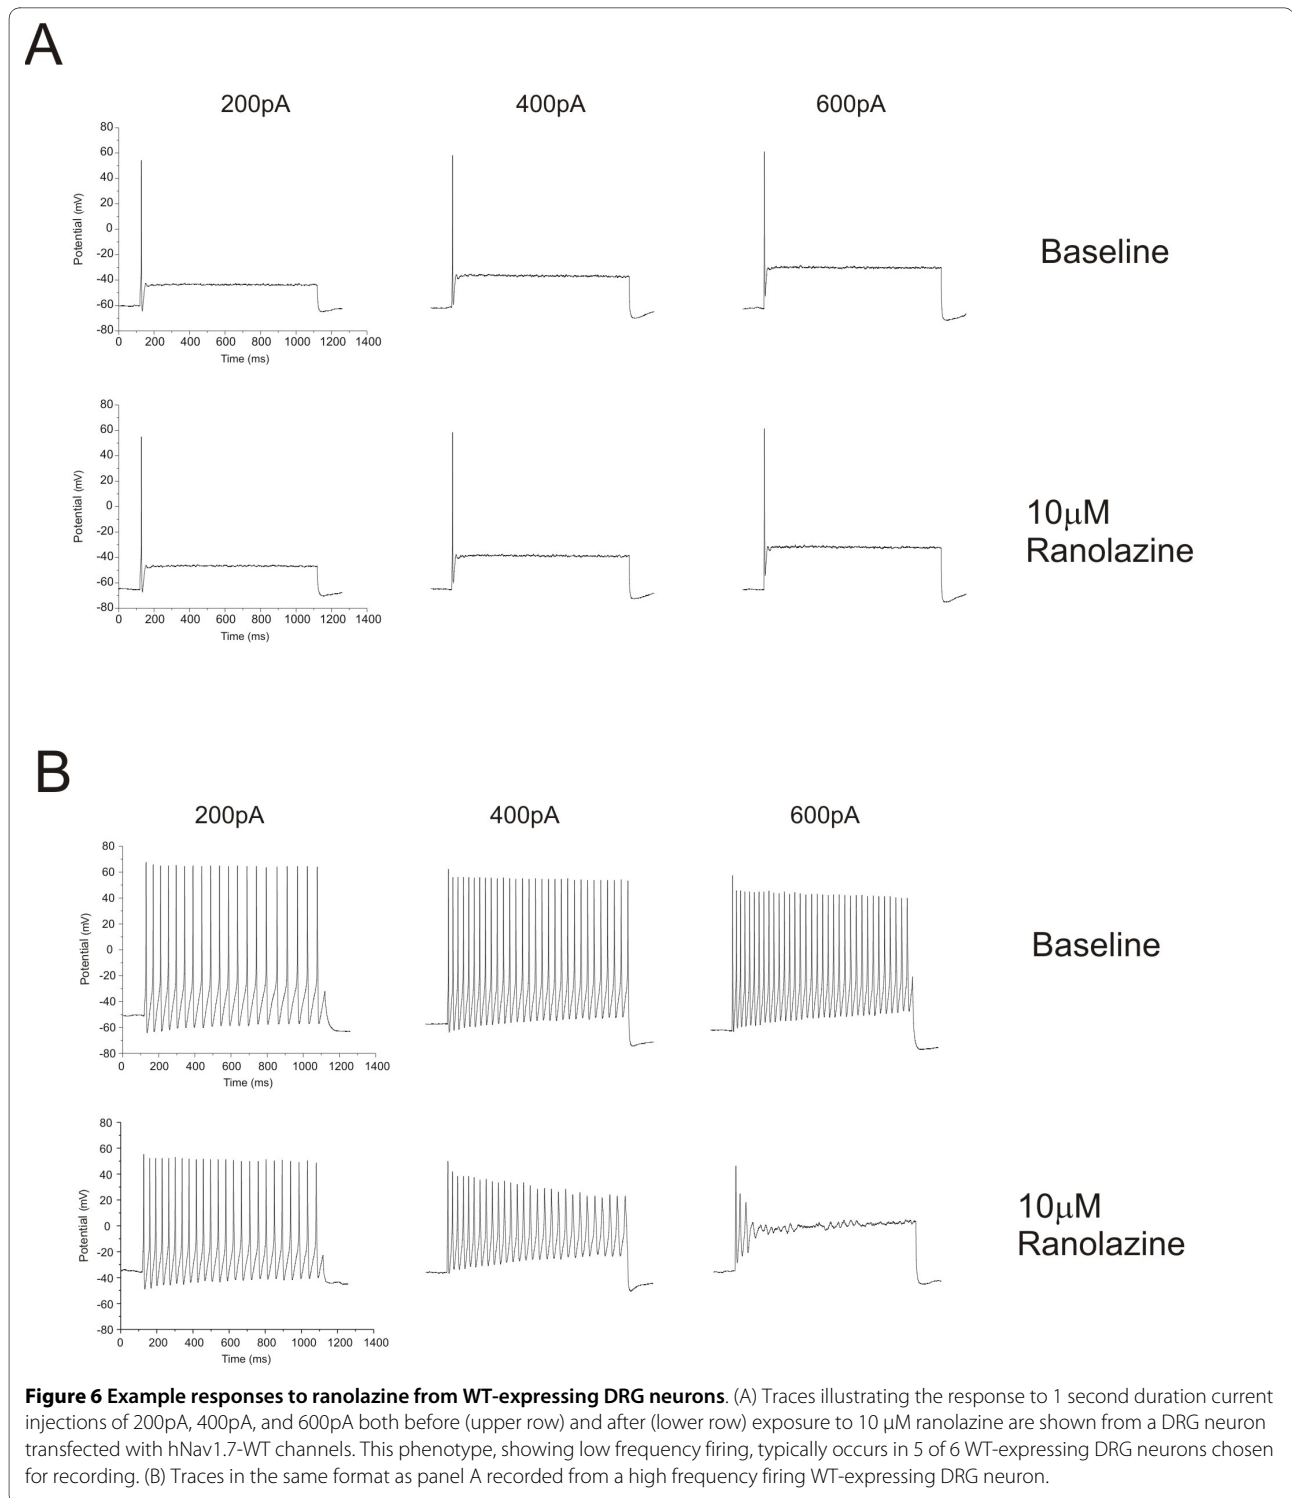 A
200pA 400pA 600pA
80
60
40
20
0
-20
-40
-60
-80
Potential (mV)
0 200 400 600 800 1000 1200 1400
Time (ms)
Baseline
80
60
40
20
0
-20
-40
-60
-80
Potential (mV)
0 200 400 600 800 1000 1200 1400
Time (ms)
10μM
Ranolazine
B
200pA 400pA 600pA
80
60
40
20
0
-20
-40
-60
-80
Potential (mV)
0 200 400 600 800 1000 1200 1400
Time (ms)
Baseline
80
60
40
20
0
-20
-40
-60
-80
Potential (mV)
0 200 400 600 800 1000 1200 1400
Time (ms)
10μM
Ranolazine
Figure 6 Example responses to ranolazine from WT-expressing DRG neurons. (A) Traces illustrating the response to 1 second duration current
injections of 200pA, 400pA, and 600pA both before (upper row) and after (lower row) exposure to 10 μM ranolazine are shown from a DRG neuron
transfected with hNav1.7-WT channels. This phenotype, showing low frequency firing, typically occurs in 5 of 6 WT-expressing DRG neurons chosen
for recording. (B) Traces in the same format as panel A recorded from a high frequency firing WT-expressing DRG neuron.